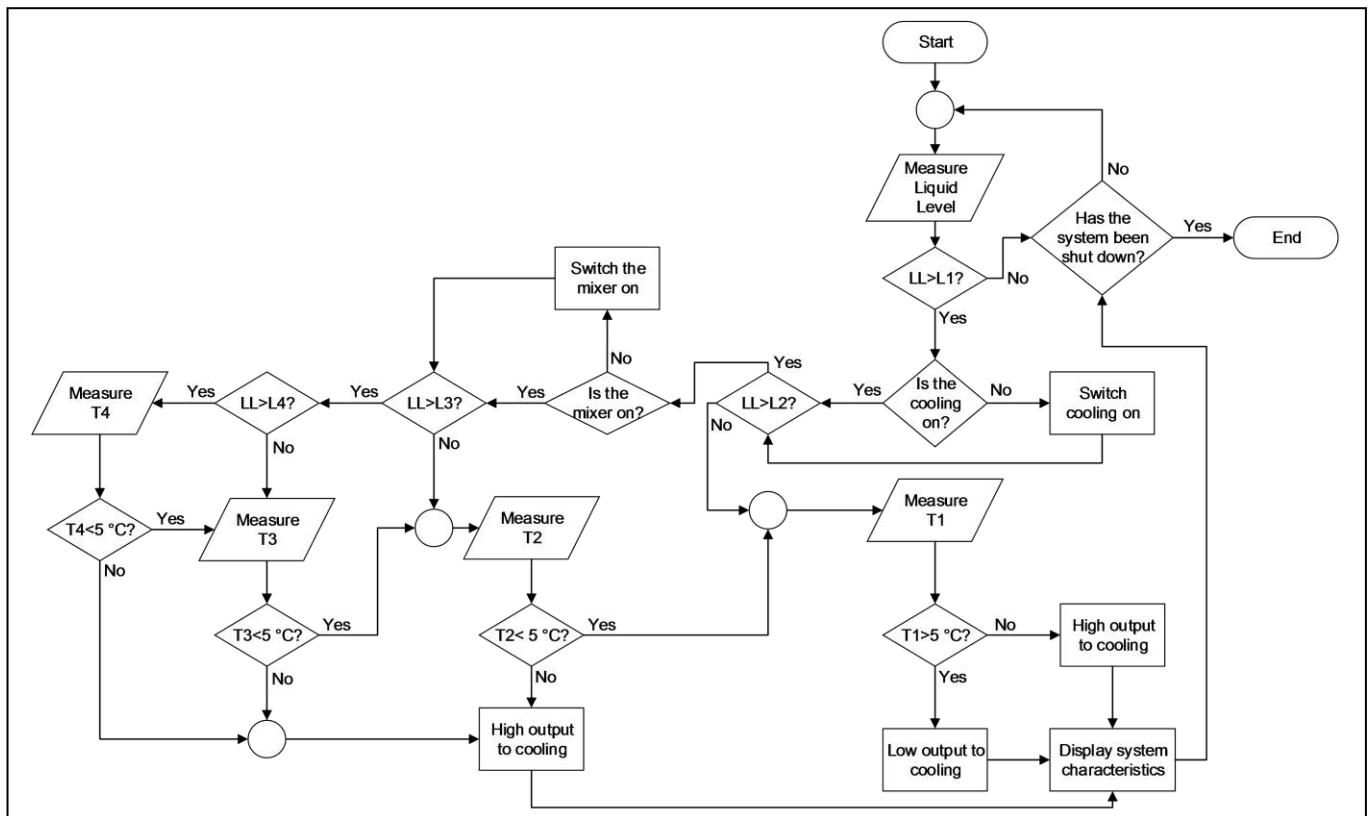 Start
Measure
Liquid
Level
No
Has the
system been
shut down?
Yes
End
LL>L1?
No
Yes
Switch the
mixer on
No
Is the
cooling
on?
No
Switch
cooling on
Yes
LL>L2?
Yes
No
Is the
mixer on?
Yes
LL>L3?
Yes
No
LL>L4?
Yes
No
Measure
T4
T4<5 °C?
Yes
No
Measure
T3
T3<5 °C?
Yes
No
Measure
T2
T2< 5 °C?
Yes
No
High output
to cooling
Measure
T1
T1>5 °C?
No
High output
to cooling
Yes
Low output to
cooling
Display system
characteristics